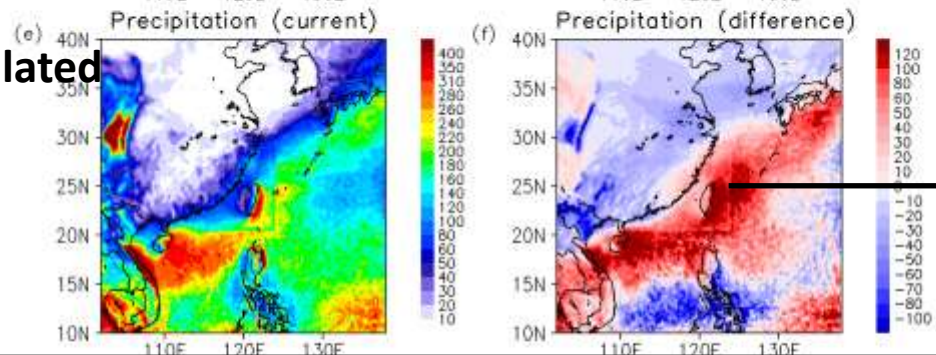 Precipitation (current)
Precipitation (difference)
(e)
(f)
lated
40N
35N
30N
25N
20N
15N
10N
110E 120E 130E
400
350
310
280
260
240
220
200
180
160
140
120
100
80
60
50
40
30
20
10
40N
35N
30N
25N
20N
15N
10N
110E 120E 130E
120
100
80
60
50
40
30
20
10
-10
-20
-30
-40
-50
-60
-70
-80
-100